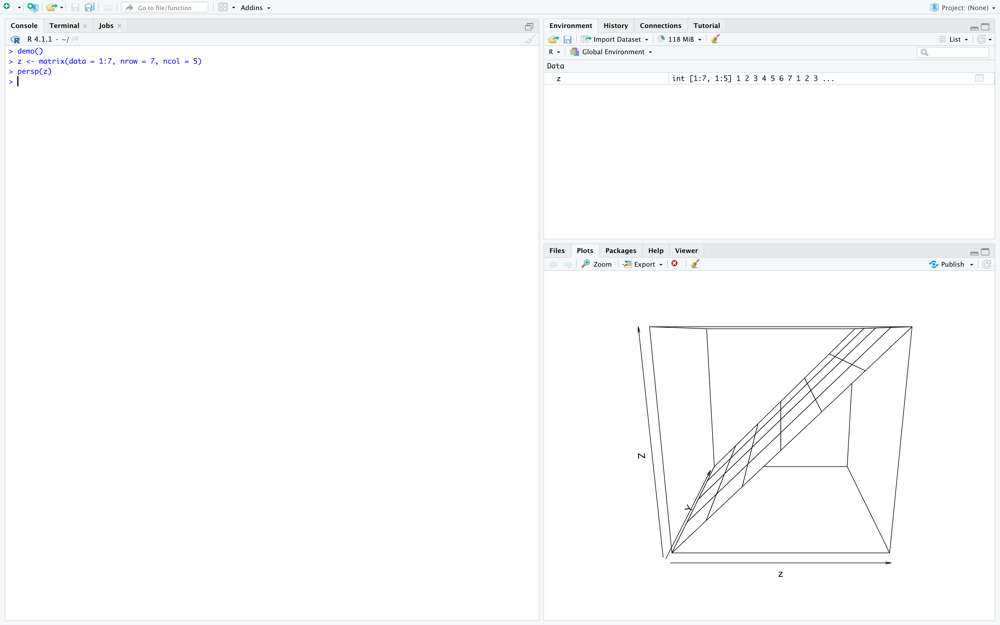 Go to file/function
Addins
Project: (None)
Console Terminal Jobs
R 4.1.1 · ~/
> demo()
> z <- matrix(data = 1:7, nrow = 7, ncol = 5)
> persp(z)
>
Environment History Connections Tutorial
Import Dataset 118 MiB List
R Global Environment
Data
z int [1:7, 1:5] 1 2 3 4 5 6 7 1 2 3 ...
Files Plots Packages Help Viewer
Zoom Export Publish
Z
Y
z